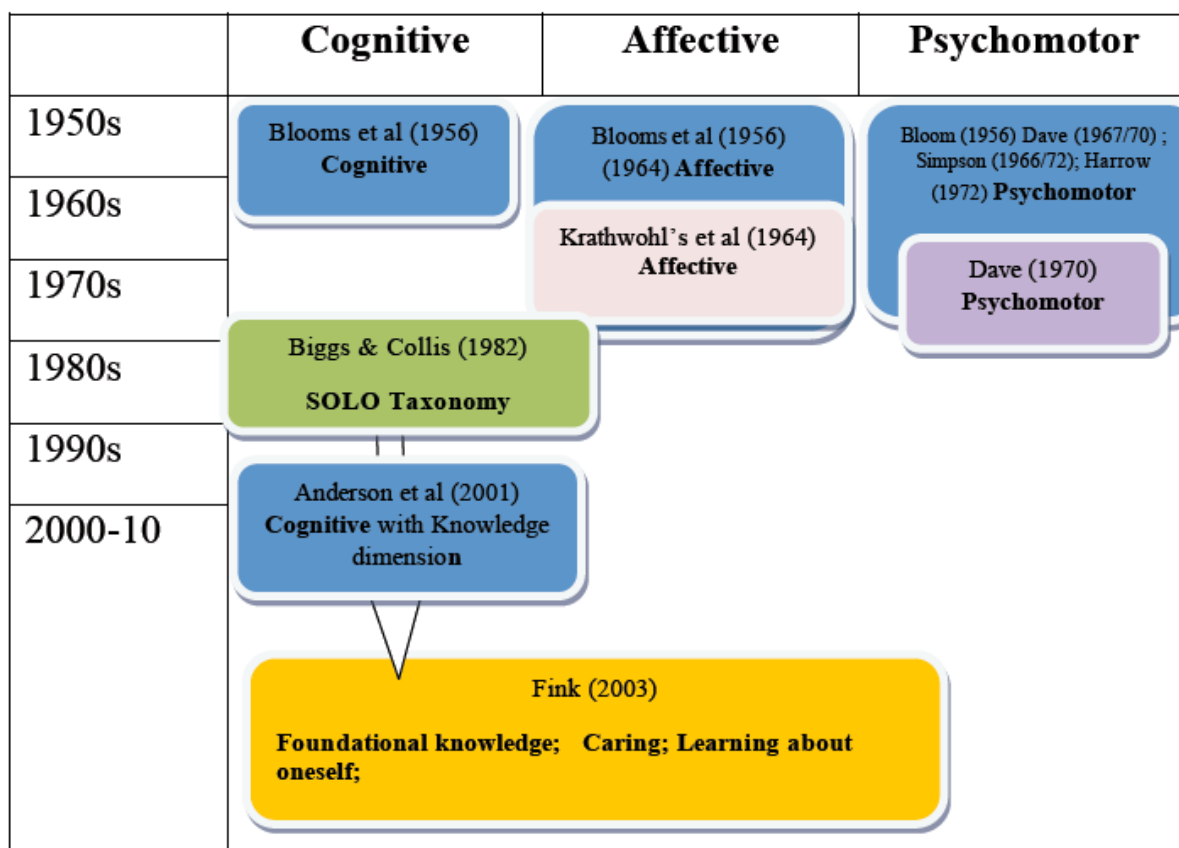 Cognitive Affective Psychomotor
1950s
Blooms et al (1956)
Cognitive
Blooms et al (1956)
(1964) Affective
Bloom (1956) Dave (1967/70) ;
Simpson (1966/72); Harrow
(1972) Psychomotor
1960s
Krathwohl's et al (1964)
Affective
1970s
Dave (1970)
Psychomotor
1980s
Biggs & Collis (1982)
SOLO Taxonomy
1990s
Anderson et al (2001)
Cognitive with Knowledge
dimension
2000-10
Fink (2003)
Foundational knowledge; Caring; Learning about
oneself;